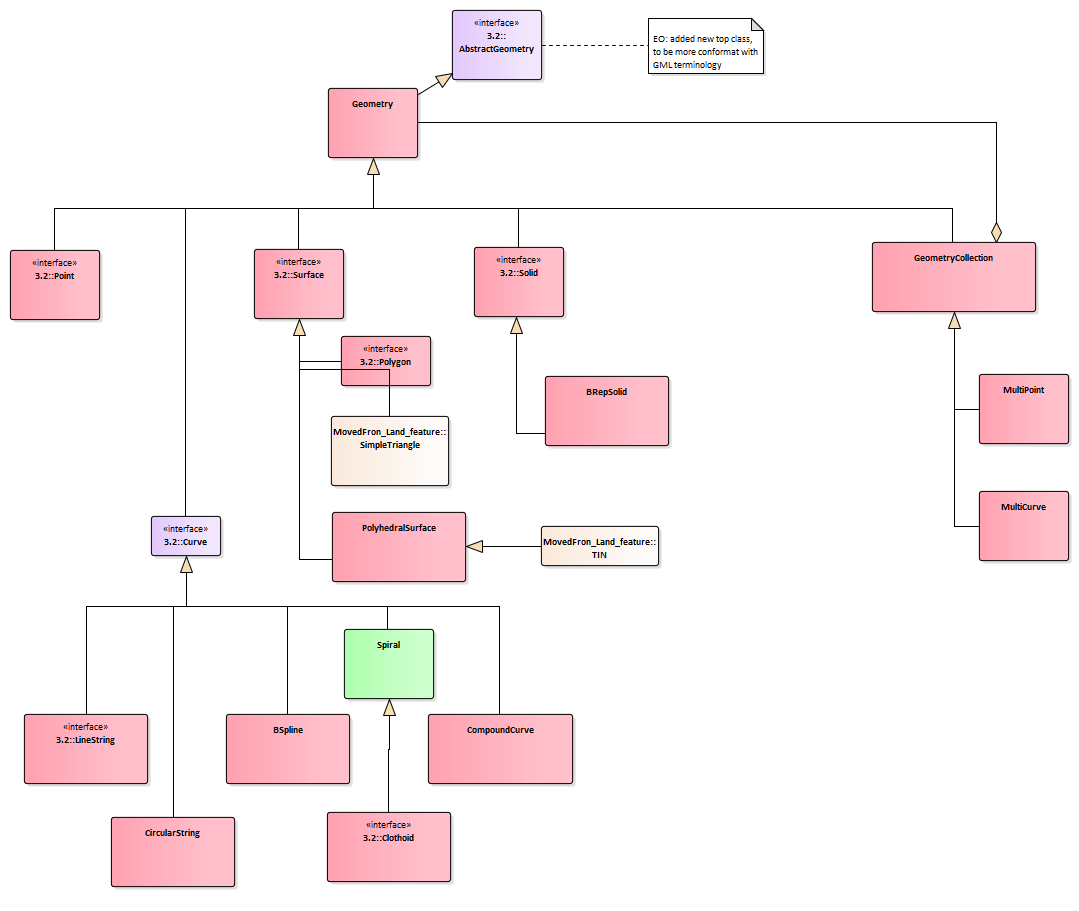 «interface»
3.2::
AbstractGeometry
EO: added new top class,
to be more conformat with
GML terminology
Geometry
«interface»
3.2::Point
«interface»
3.2::Surface
«interface»
3.2::Solid
GeometryCollection
«interface»
3.2::Polygon
BRepSolid
MultiPoint
MovedFron_Land_feature::
SimpleTriangle
MultiCurve
«interface»
3.2::Curve
PolyhedralSurface
MovedFron_Land_feature::
TIN
Spiral
«interface»
3.2::LineString
BSpline
CompoundCurve
CircularString
«interface»
3.2::Clothoid